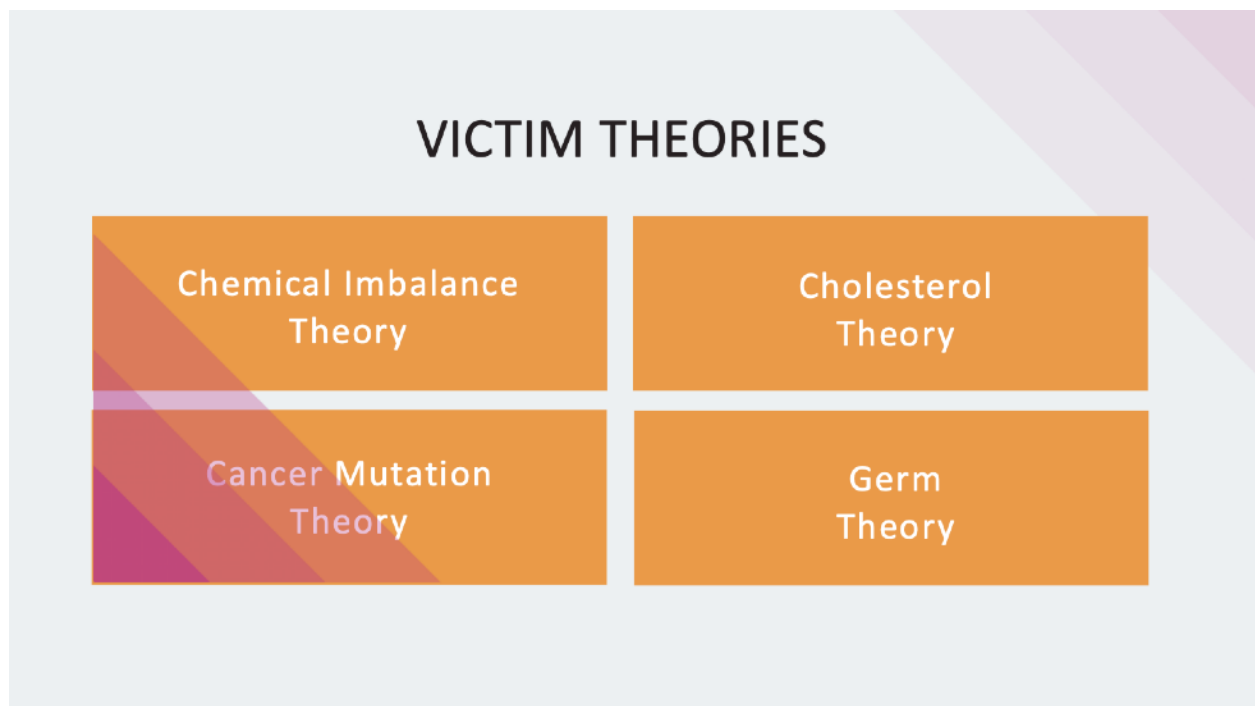 VICTIM THEORIES
Chemical Imbalance
Theory
Cholesterol
Theory
Cancer Mutation
Theory
Germ
Theory